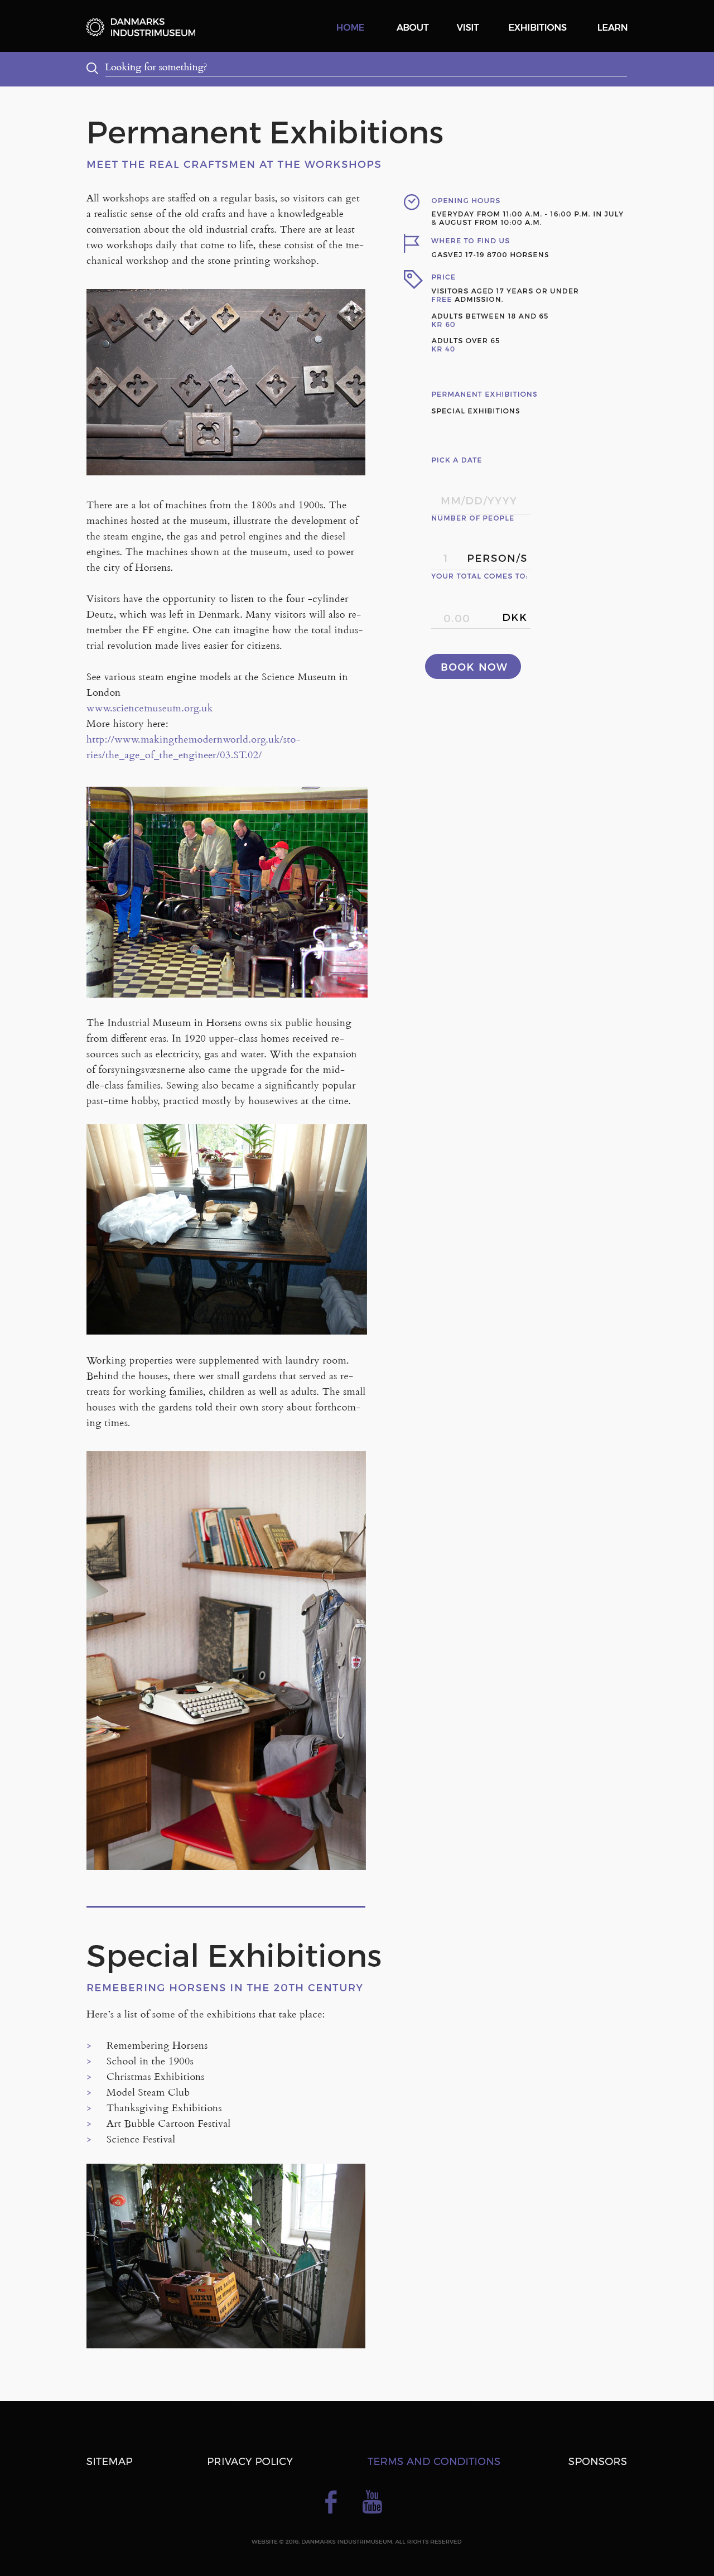 DANMARKS
INDUSTRIMUSEUM
HOME ABOUT VISIT EXHIBITIONS LEARN
Looking for something?
Permanent Exhibitions
MEET THE REAL CRAFTSMEN AT THE WORKSHOPS
All workshops are staffed on a regular basis, so visitors can get
a realistic sense of the old crafts and have a knowledgeable
conversation about the old industrial crafts. There are at least
two workshops daily that come to life, these consist of the me-
chanical workshop and the stone printing workshop.
There are a lot of machines from the 1800s and 1900s. The
machines hosted at the museum, illustrate the development of
the steam engine, the gas and petrol engines and the diesel
engines. The machines shown at the museum, used to power
the city of Horsens.
Visitors have the opportunity to listen to the four -cylinder
Deutz, which was left in Denmark. Many visitors will also re-
member the FF engine. One can imagine how the total indus-
trial revolution made lives easier for citizens.
See various steam engine models at the Science Museum in
London
www.sciencemuseum.org.uk
More history here:
http://www.makingthemodernworld.org.uk/sto-
ries/the_age_of_the_engineer/03.ST.02/
The Industrial Museum in Horsens owns six public housing
from different eras. In 1920 upper-class homes received re-
sources such as electricity, gas and water. With the expansion
of forsyningsvæsnerne also came the upgrade for the mid-
dle-class families. Sewing also became a significantly popular
past-time hobby, practicd mostly by housewives at the time.
Working properties were supplemented with laundry room.
Behind the houses, there wer small gardens that served as re-
treats for working families, children as well as adults. The small
houses with the gardens told their own story about forthcom-
ing times.
OPENING HOURS
EVERYDAY FROM 11:00 A.M. - 16:00 P.M. IN JULY
& AUGUST FROM 10:00 A.M.
WHERE TO FIND US
GASVEJ 17-19 8700 HORSENS
PRICE
VISITORS AGED 17 YEARS OR UNDER
FREE ADMISSION.
ADULTS BETWEEN 18 AND 65
KR 60
ADULTS OVER 65
KR 40
PERMANENT EXHIBITIONS
SPECIAL EXHIBITIONS
PICK A DATE
MM/DD/YYYY
NUMBER OF PEOPLE
1 PERSON/S
YOUR TOTAL COMES TO:
0.00 DKK
BOOK NOW
Special Exhibitions
REMEBERING HORSENS IN THE 20TH CENTURY
Here's a list of some of the exhibitions that take place:
> Remembering Horsens
> School in the 1900s
> Christmas Exhibitions
> Model Steam Club
> Thanksgiving Exhibitions
> Art Bubble Cartoon Festival
> Science Festival
SITEMAP PRIVACY POLICY TERMS AND CONDITIONS SPONSORS
You
Tube
WEBSITE © 2016. DANMARKS INDUSTRIMUSEUM. ALL RIGHTS RESERVED